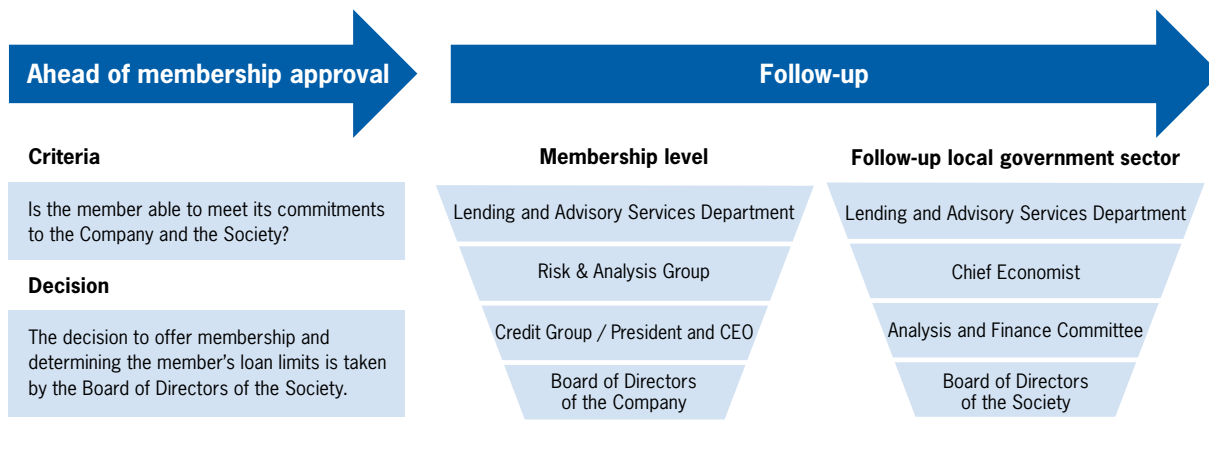 Ahead of membership approval
Follow-up
Criteria
Is the member able to meet its commitments
to the Company and the Society?
Decision
The decision to offer membership and
determining the member's loan limits is taken
by the Board of Directors of the Society.
Membership level
Lending and Advisory Services Department
Risk & Analysis Group
Credit Group / President and CEO
Board of Directors
of the Company
Follow-up local government sector
Lending and Advisory Services Department
Chief Economist
Analysis and Finance Committee
Board of Directors
of the Society